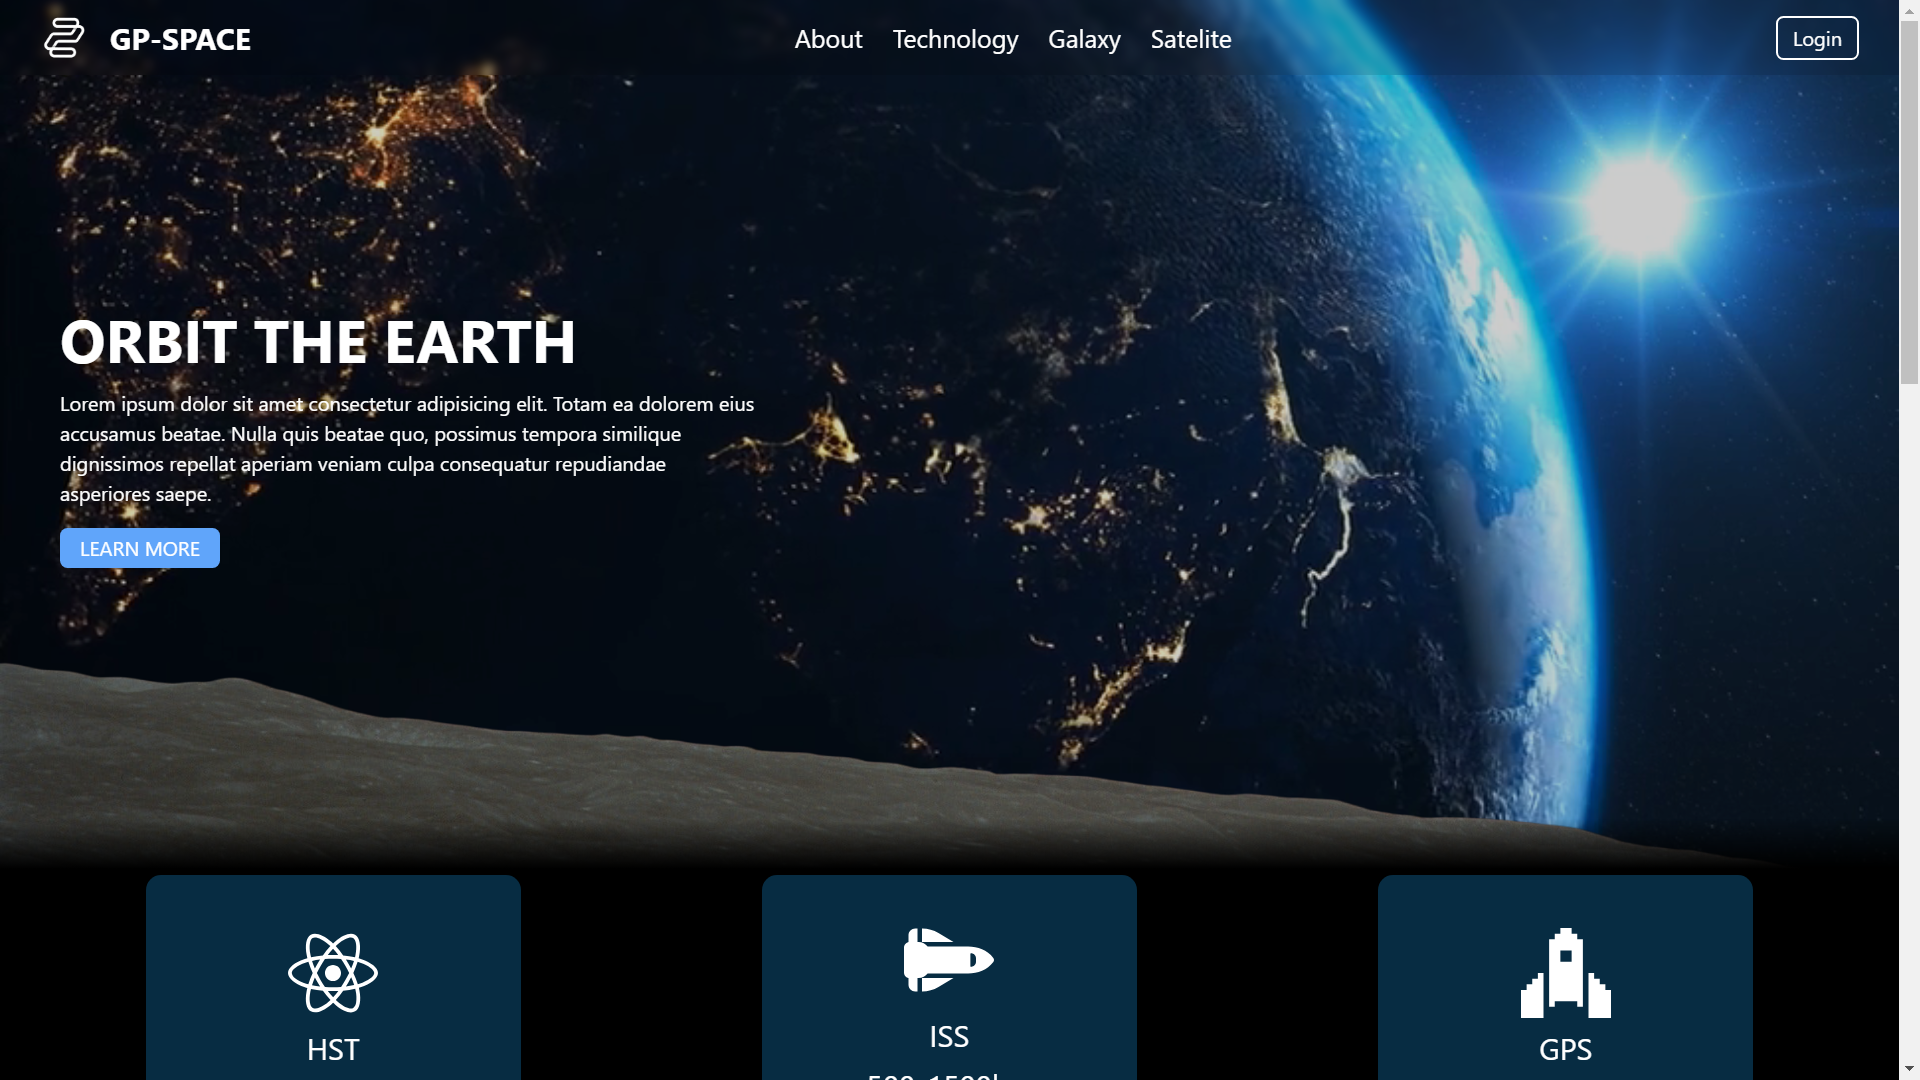 GP-SPACE
About Technology Galaxy Satelite
Login
ORBIT THE EARTH
Lorem ipsum dolor sit amet consectetur adipisicing elit. Totam ea dolorem eius
accusamus beatae. Nulla quis beatae quo, possimus tempora similique
dignissimos repellat aperiam veniam culpa consequatur repudiandae
asperiores saepe.
LEARN MORE
HST
ISS
GPS